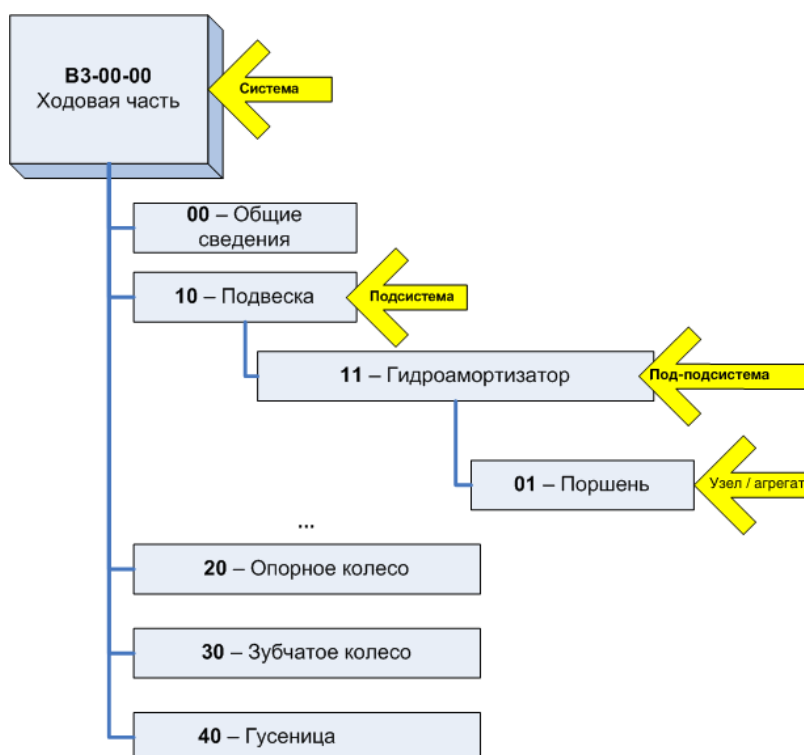 В3-00-00
Ходовая часть
Система
00 – Общие
сведения
10 – Подвеска
Подсистема
11 – Гидроамортизатор
Под-подсистема
01 – Поршень
Узел / агрегат
...
20 – Опорное колесо
30 – Зубчатое колесо
40 – Гусеница